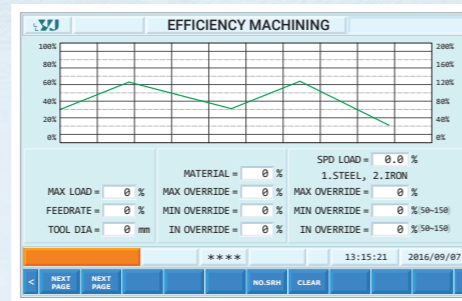 YJ EFFICIENCY MACHINING
100% 200%
80% 160%
60% 120%
40% 80%
20% 40%
0% 0%
SPD LOAD = 0.0 %
MATERIAL = 0 % 1.STEEL, 2.IRON
MAX LOAD = 0 % MAX OVERRIDE = 0 % MAX OVERRIDE = 0 %
FEEDRATE = 0 % MIN OVERRIDE = 0 % MIN OVERRIDE = 0 %(50~150)
TOOL DIA = 0 mm IN OVERRIDE = 0 % IN OVERRIDE = 0 %(50~150)
**** 13:15:21 2016/09/07
< NEXT PAGE NEXT PAGE NO.SRH CLEAR